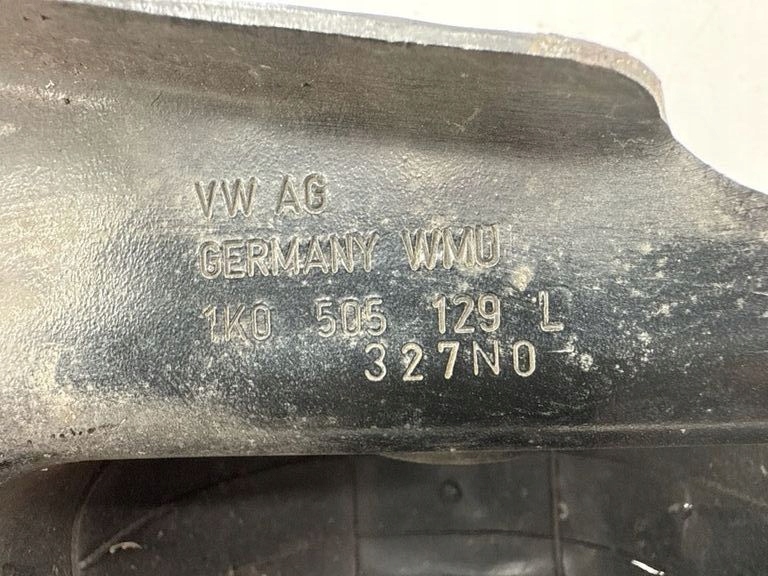 VW AG
GERMANY WMU
1K0 505 129 L
327N0